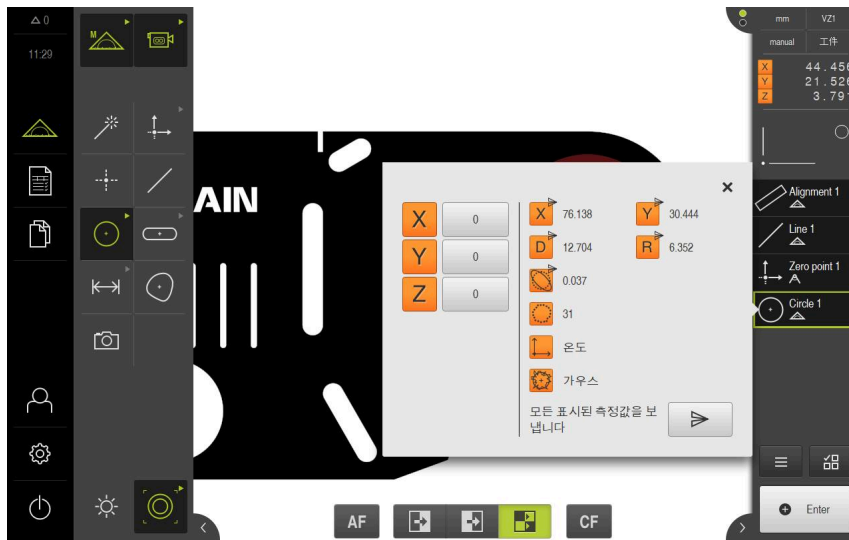 0
11:29
M
AIN
X 0
Y 0
Z 0
X 76.138
Y 30.444
D 12.704
R 6.352
0.037
31
온도
가우스
모든 표시된 측정값을 보
냅니다
AF
CF
mm VZ1
manual 工件
X 44.456
Y 21.526
Z 3.791
Alignment 1
Line 1
Zero point 1
Circle 1
Enter